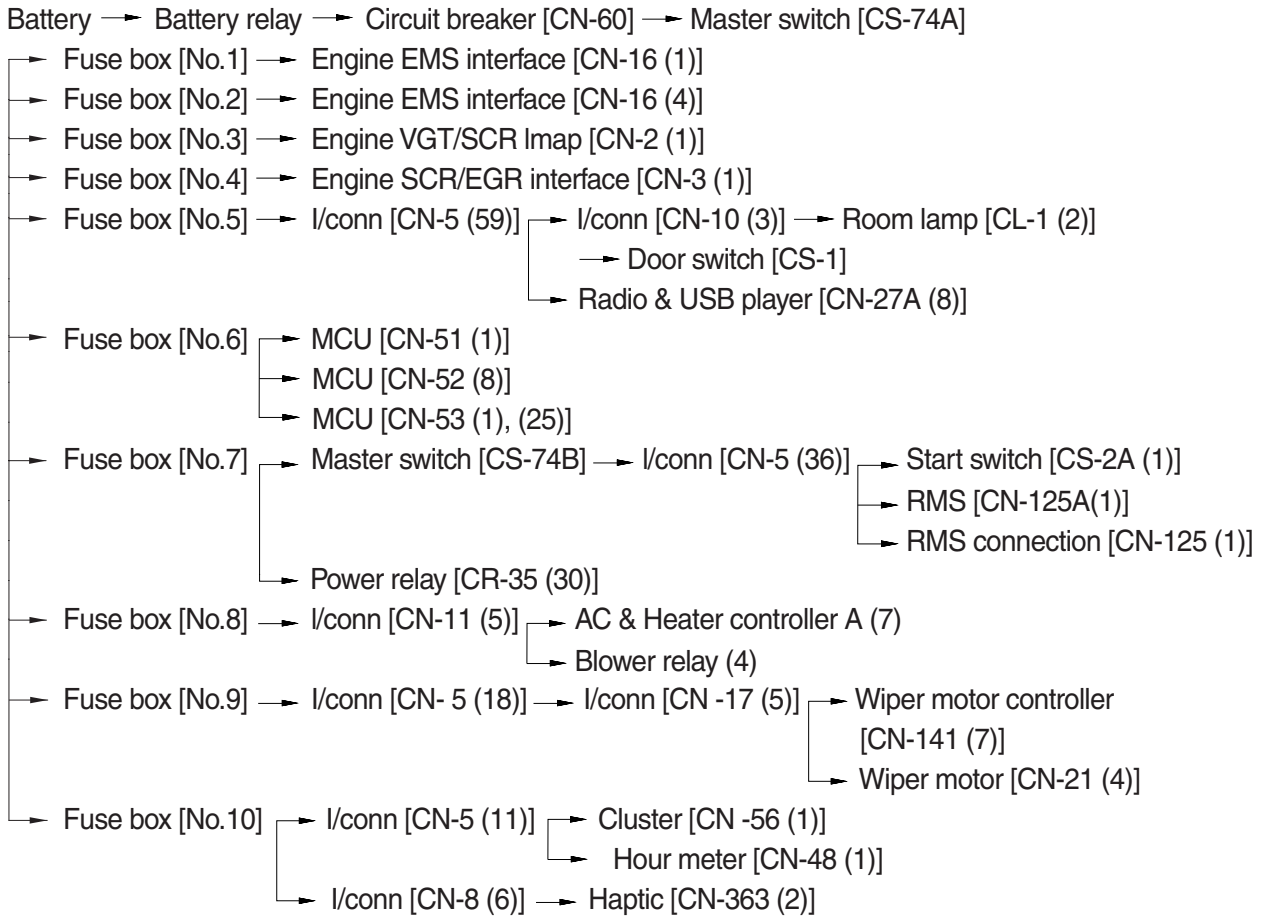 Battery → Battery relay → Circuit breaker [CN-60] → Master switch [CS-74A]
Fuse box [No.1] → Engine EMS interface [CN-16 (1)]
Fuse box [No.2] → Engine EMS interface [CN-16 (4)]
Fuse box [No.3] → Engine VGT/SCR lmap [CN-2 (1)]
Fuse box [No.4] → Engine SCR/EGR interface [CN-3 (1)]
Fuse box [No.5] → I/conn [CN-5 (59)] → I/conn [CN-10 (3)] → Room lamp [CL-1 (2)]
→ Door switch [CS-1]
→ Radio & USB player [CN-27A (8)]
Fuse box [No.6] → MCU [CN-51 (1)]
→ MCU [CN-52 (8)]
→ MCU [CN-53 (1), (25)]
Fuse box [No.7] → Master switch [CS-74B] → I/conn [CN-5 (36)] → Start switch [CS-2A (1)]
→ RMS [CN-125A(1)]
→ RMS connection [CN-125 (1)]
→ Power relay [CR-35 (30)]
Fuse box [No.8] → I/conn [CN-11 (5)] → AC & Heater controller A (7)
→ Blower relay (4)
Fuse box [No.9] → I/conn [CN- 5 (18)] → I/conn [CN -17 (5)] → Wiper motor controller
[CN-141 (7)]
→ Wiper motor [CN-21 (4)]
Fuse box [No.10] → I/conn [CN-5 (11)] → Cluster [CN -56 (1)]
→ Hour meter [CN-48 (1)]
→ I/conn [CN-8 (6)] → Haptic [CN-363 (2)]